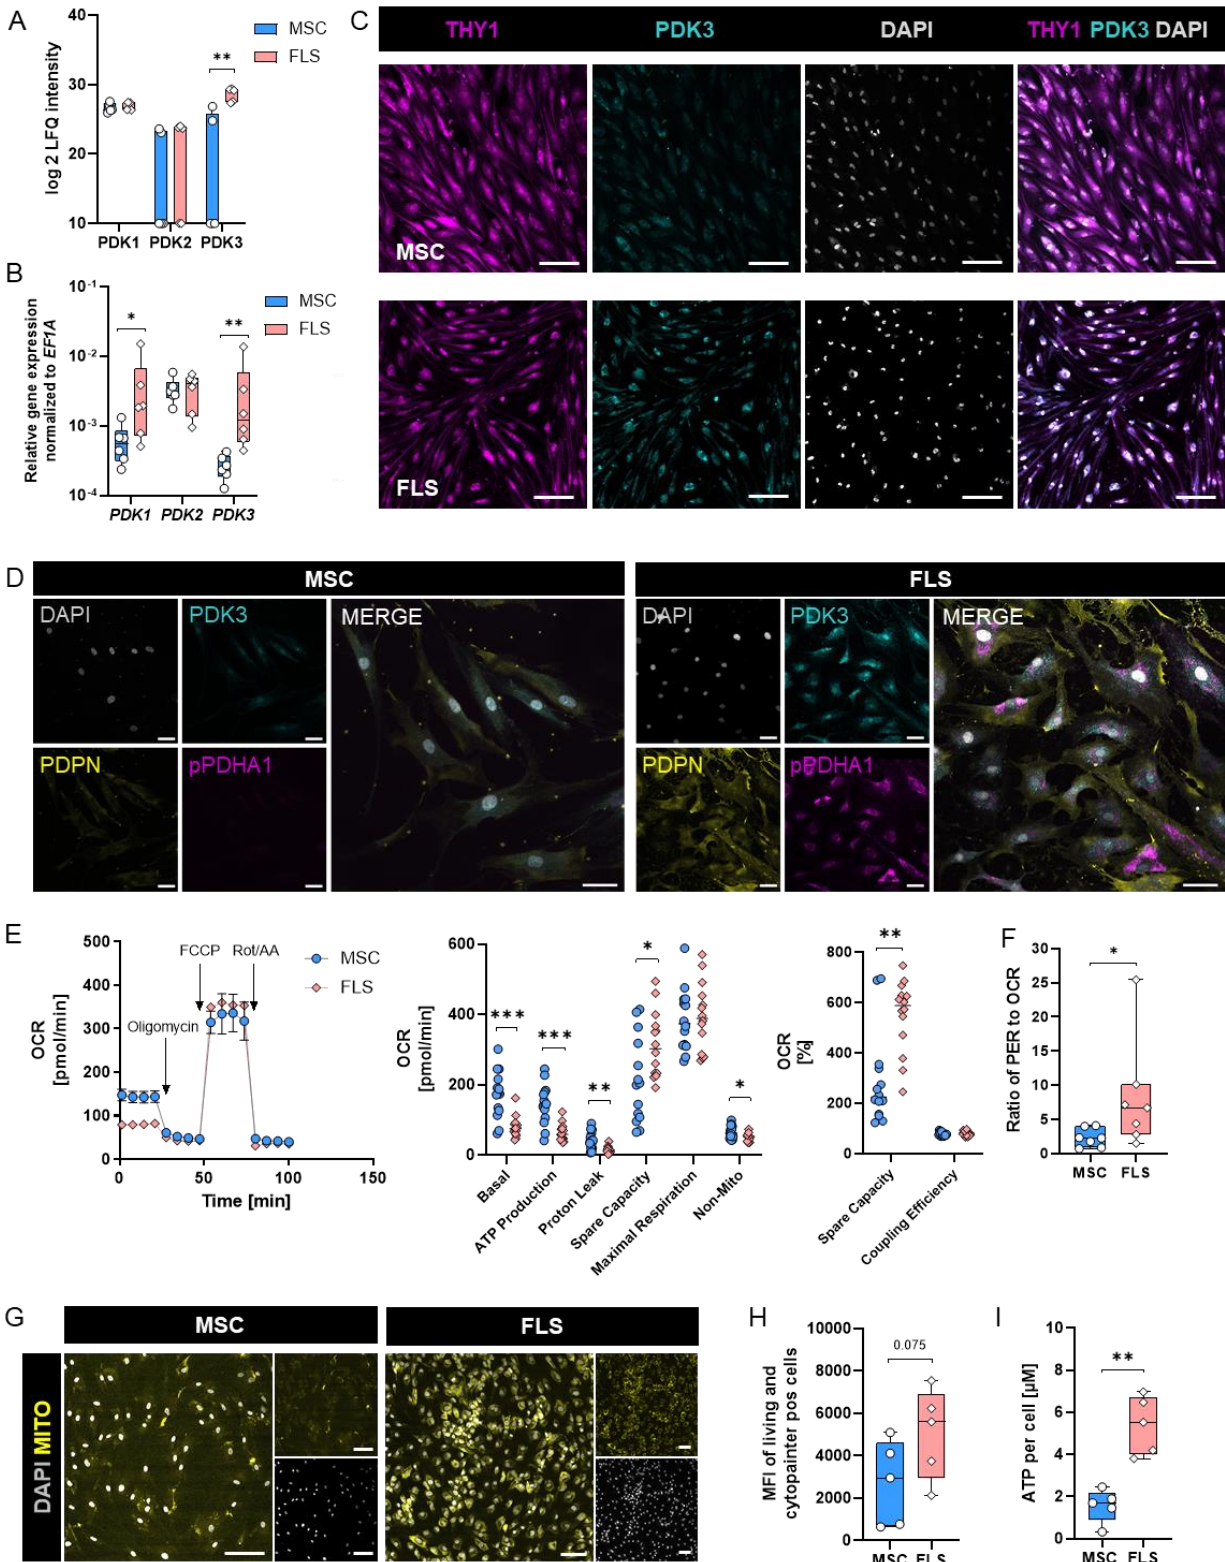 A
40
30
20
10
log 2 LFQ intensity
MSC
FLS
**
PDK1 PDK2 PDK3
B
10-1
10-2
10-3
10-4
Relative gene expression
normalized to EF1A
MSC
FLS
*
**
PDK1 PDK2 PDK3
C
THY1
PDK3
DAPI
THY1 PDK3 DAPI
MSC
FLS
D
MSC
FLS
DAPI
PDK3
MERGE
PDPN
pPDHA1
DAPI
PDK3
MERGE
PDPN
pPDHA1
E
500
400
300
200
100
0
OCR
[pmol/min]
FCCP
Rot/AA
Oligomycin
MSC
FLS
0 50 100 150
Time [min]
600
400
200
0
OCR
[pmol/min]
***
***
**
*
*
Basal
ATP Production
Proton Leak
Spare Capacity
Maximal Respiration
Non-Mito
800
600
400
200
0
OCR
[%]
**
Spare Capacity
Coupling Efficiency
F
30
25
20
15
10
5
0
Ratio of PER to OCR
*
MSC FLS
G
MSC
FLS
DAPI MITO
H
10000
8000
6000
4000
2000
0
MFI of living and
cytopainter pos cells
0.075
MSC FLS
I
10
8
6
4
2
0
ATP per cell [µM]
**
MSC FLS